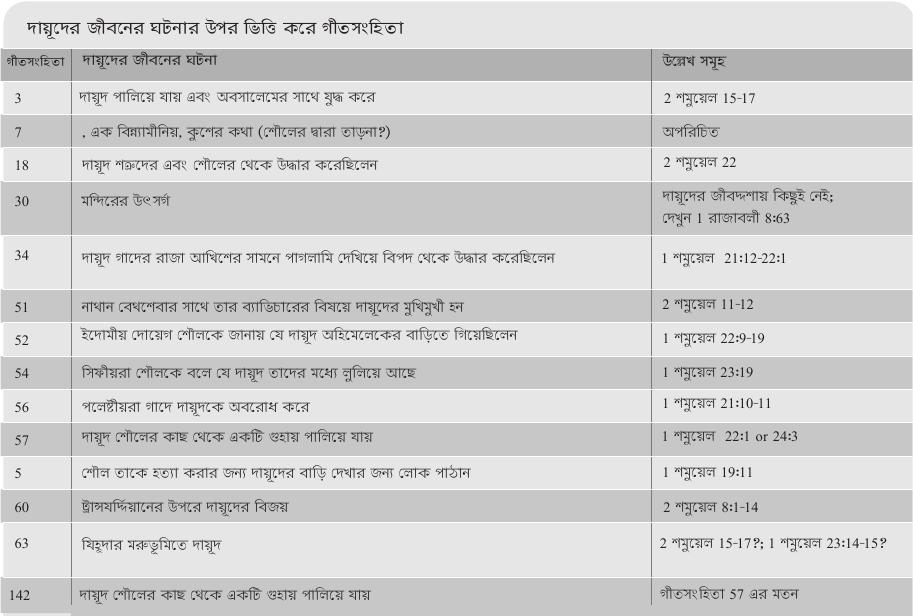 দায়ূদের জীবনের ঘটনার উপর ভিত্তি করে গীতসংহিতা
গীতসংহিতা দায়ূদের জীবনের ঘটনা উল্লেখ সমূহ
3 দায়ূদ পালিয়ে যায় এবং অবসালেমের সাথে যুদ্ধ করে 2 শমুয়েল 15-17
7 , এক বিন্ন্যামীনিয়, কুশের কথা (শৌলের দ্বারা তাড়না?) অপরিচিত
18 দায়ূদ শত্রুদের এবং শৌলের থেকে উদ্ধার করেছিলেন 2 শমুয়েল 22
30 মন্দিরের উৎসর্গ দায়ূদের জীবদ্দশায় কিছুই নেই;
দেখুন 1 রাজাবলী 8:63
34 দায়ূদ গাদের রাজা আখিশের সামনে পাগলামি দেখিয়ে বিপদ থেকে উদ্ধার করেছিলেন 1 শমুয়েল 21:12-22:1
51 নাথান বেথশেবার সাথে তার ব্যাভিচারের বিষয়ে দায়ূদের মুখিমুখী হন 2 শমুয়েল 11-12
52 ইদোমীয় দোয়েগ শৌলকে জানায় যে দায়ূদ অহিমেলেকের বাড়িতে গিয়েছিলেন 1 শমুয়েল 22:9-19
54 সিফীয়রা শৌলকে বলে যে দায়ূদ তাদের মধ্যে লুলিয়ে আছে 1 শমুয়েল 23:19
56 পলেষ্টীয়রা গাদে দায়ূদকে অবরোধ করে 1 শমুয়েল 21:10-11
57 দায়ূদ শৌলের কাছ থেকে একটি গুহায় পালিয়ে যায় 1 শমুয়েল 22:1 or 24:3
5 শৌল তাকে হত্যা করার জন্য দায়ূদের বাড়ি দেখার জন্য লোক পাঠান 1 শমুয়েল 19:11
60 ট্রান্সযর্দ্দিয়ানের উপরে দায়ূদের বিজয় 2 শমুয়েল 8:1-14
63 যিহূদার মরুভূমিতে দায়ূদ 2 শমুয়েল 15-17?; 1 শমুয়েল 23:14-15?
142 দায়ূদ শৌলের কাছ থেকে একটি গুহায় পালিয়ে যায় গীতসংহিতা 57 এর মতন